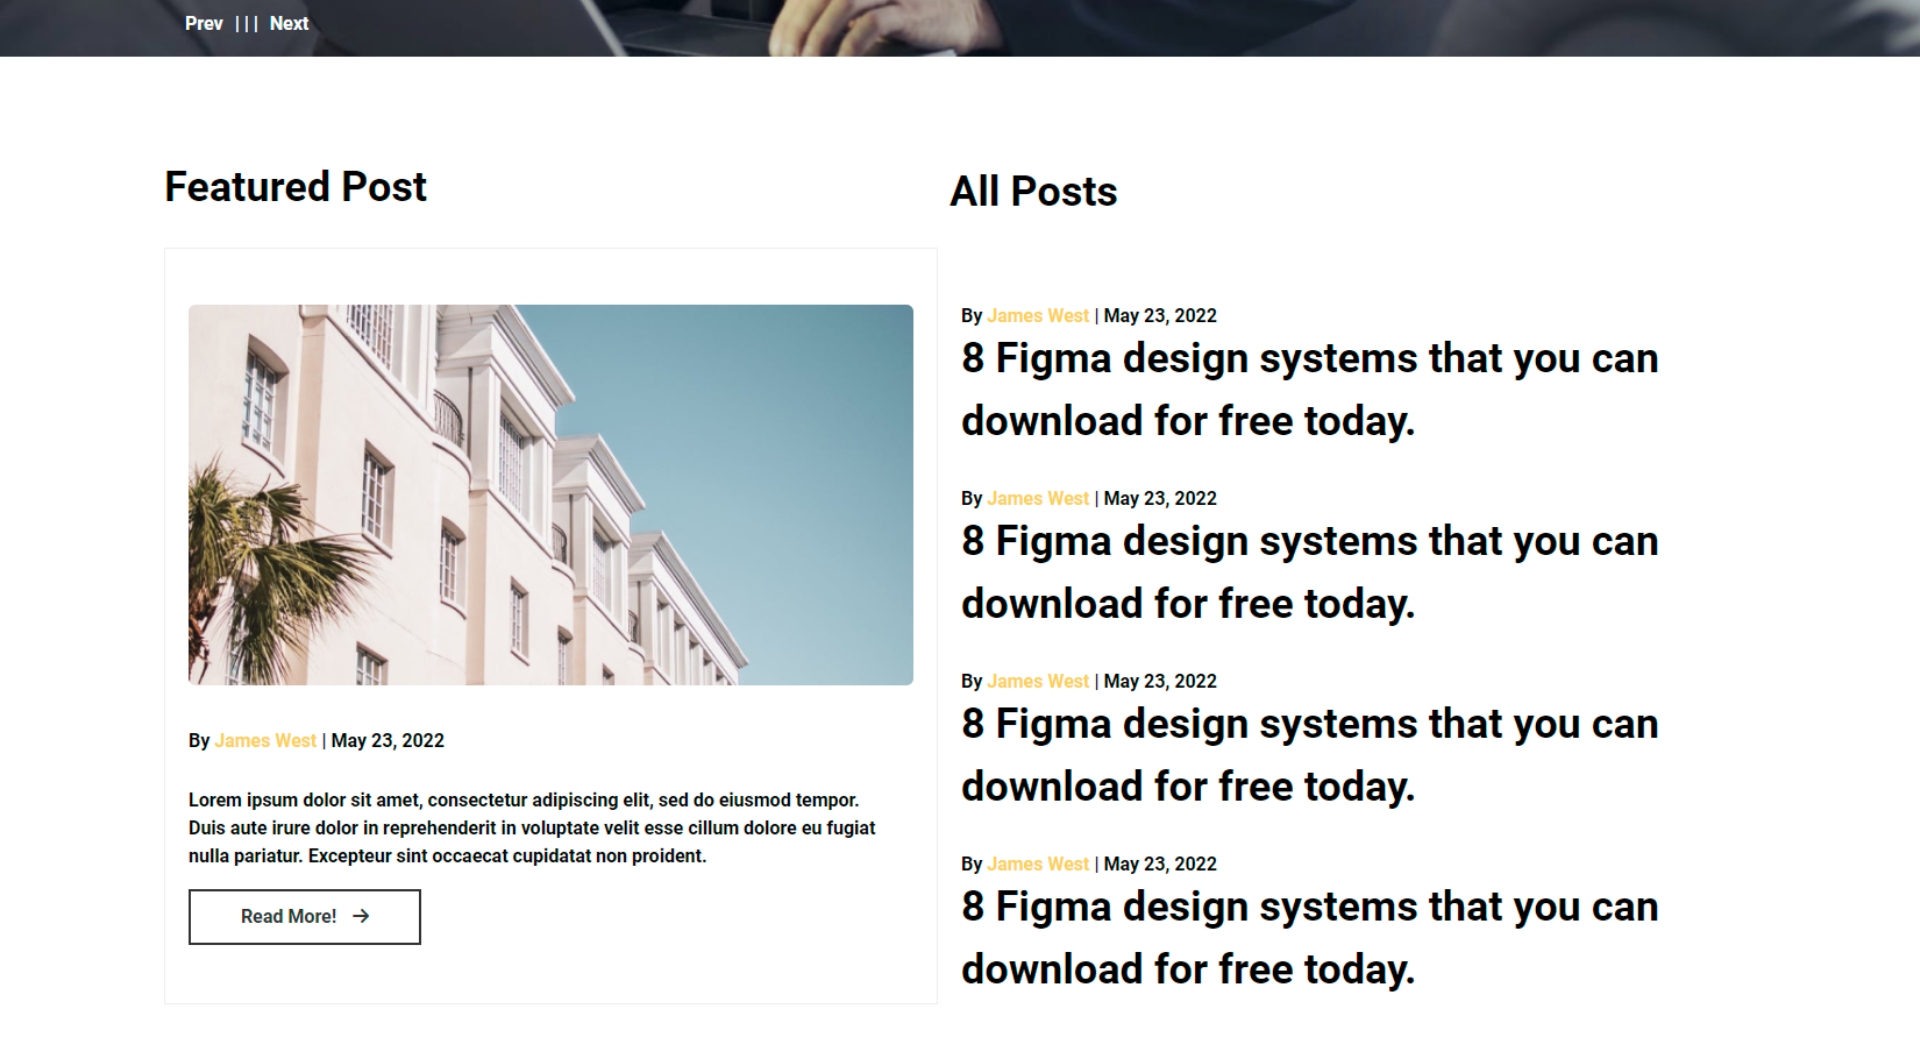 Prev ||| Next
Featured Post
By James West | May 23, 2022
Lorem ipsum dolor sit amet, consectetur adipiscing elit, sed do eiusmod tempor.
Duis aute irure dolor in reprehenderit in voluptate velit esse cillum dolore eu fugiat
nulla pariatur. Excepteur sint occaecat cupidatat non proident.
Read More! →
All Posts
By James West | May 23, 2022
8 Figma design systems that you can
download for free today.
By James West | May 23, 2022
8 Figma design systems that you can
download for free today.
By James West | May 23, 2022
8 Figma design systems that you can
download for free today.
By James West | May 23, 2022
8 Figma design systems that you can
download for free today.